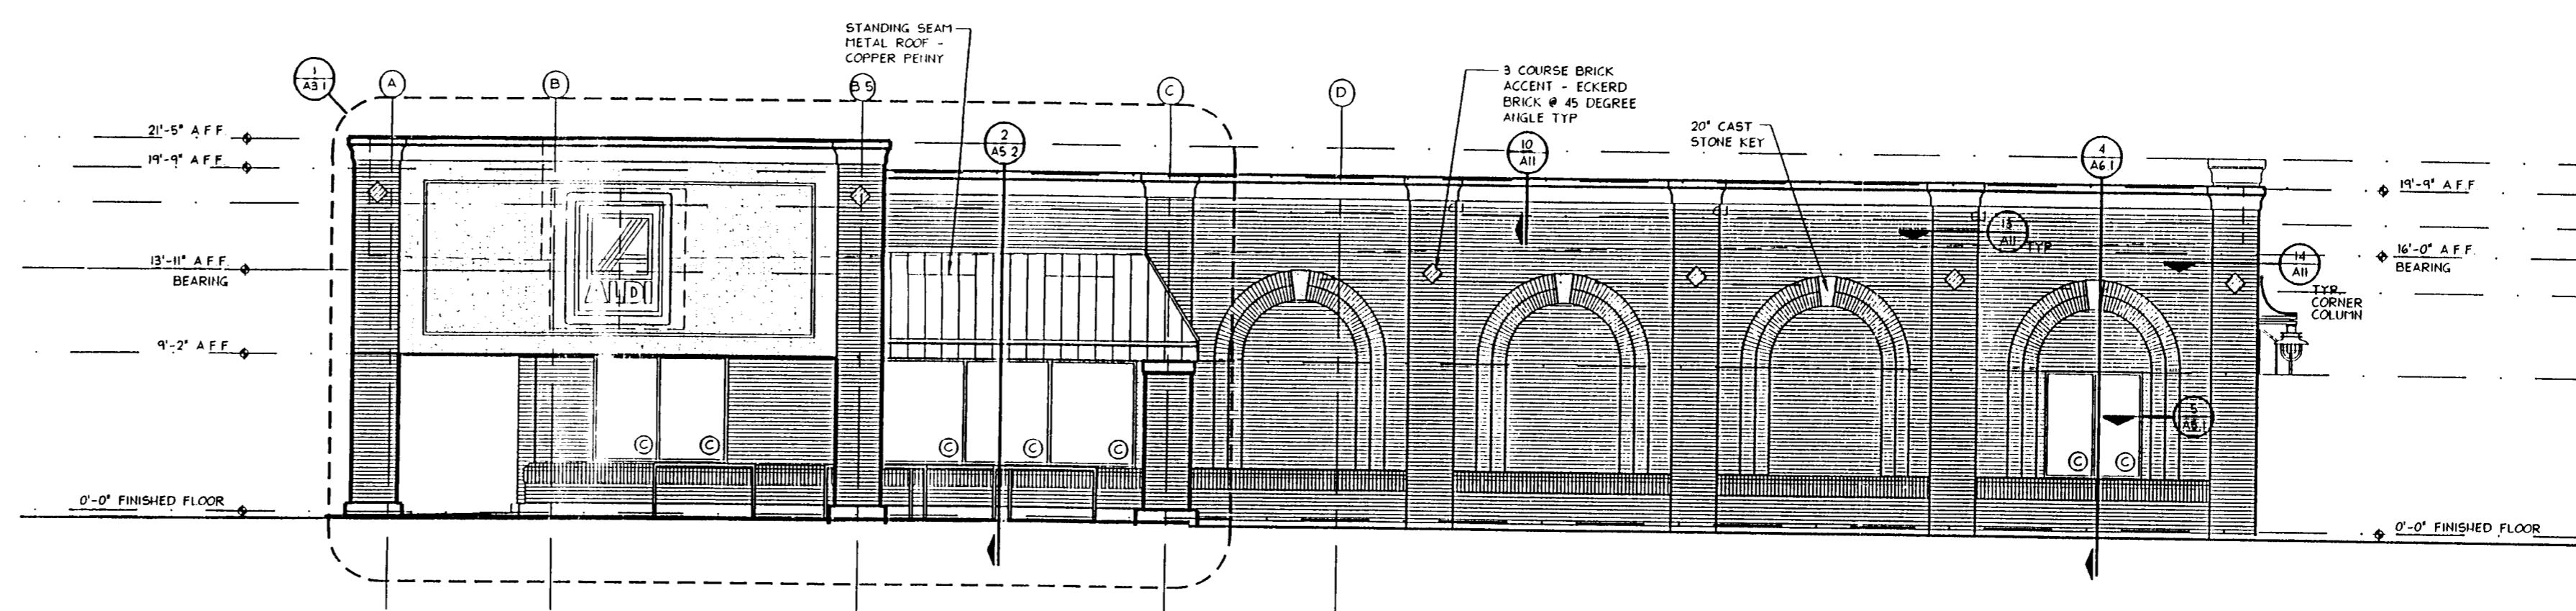 STANDING SEAM
METAL ROOF -
COPPER PENNY
1
A3.1
A
B
B.5
C
D
3 COURSE BRICK
ACCENT - ECKERD
BRICK @ 45 DEGREE
ANGLE TYP
20" CAST
STONE KEY
2
A5.2
10
A11
4
A6.1
21'-5" A.F.F.
19'-9" A.F.F.
13'-11" A.F.F.
BEARING
9'-2" A.F.F.
0'-0" FINISHED FLOOR
ALDI
C
C
C
C
C
15
A11
TYP
14
A11
TYP.
CORNER
COLUMN
C
C
19'-9" A.F.F.
16'-0" A.F.F.
BEARING
0'-0" FINISHED FLOOR